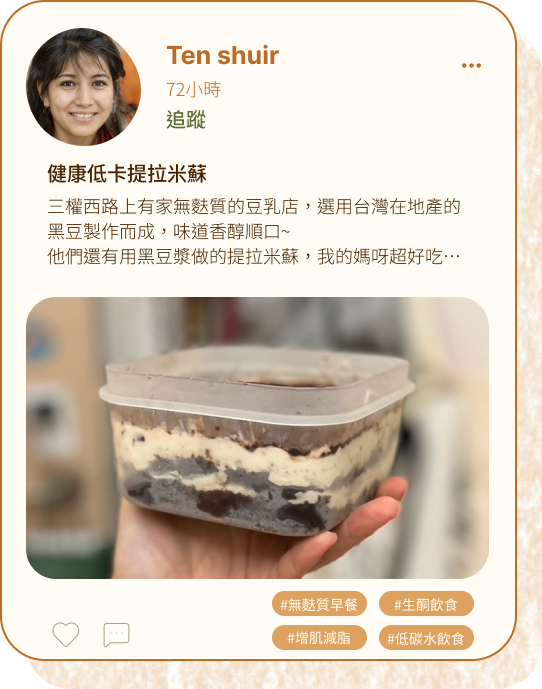 Ten shuir
72小時
追蹤
健康低卡提拉米蘇
三權西路上有家無麩質的豆乳店，選用台灣在地產的
黑豆製作而成，味道香醇順口~
他們還有用黑豆漿做的提拉米蘇，我的媽呀超好吃⋯
#無麩質早餐
#生酮飲食
#增肌減脂
#低碳水飲食